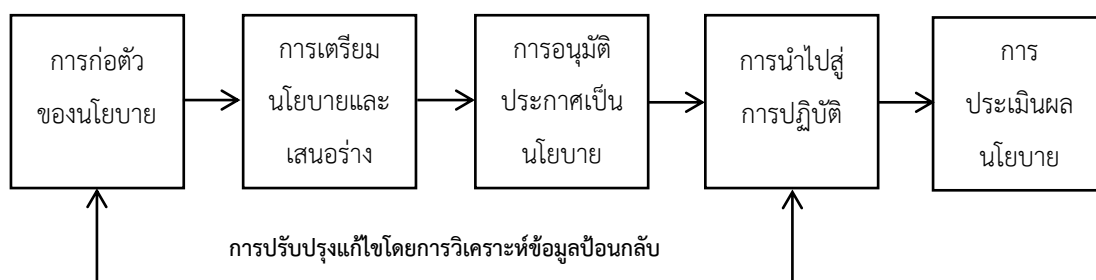 การก่อตัว
ของนโยบาย
การเตรียม
นโยบายและ
เสนอร่าง
การอนุมัติ
ประกาศเป็น
นโยบาย
การนำไปสู่
การปฏิบัติ
การ
ประเมินผล
นโยบาย
การปรับปรุงแก้ไขโดยการวิเคราะห์ข้อมูลป้อนกลับ